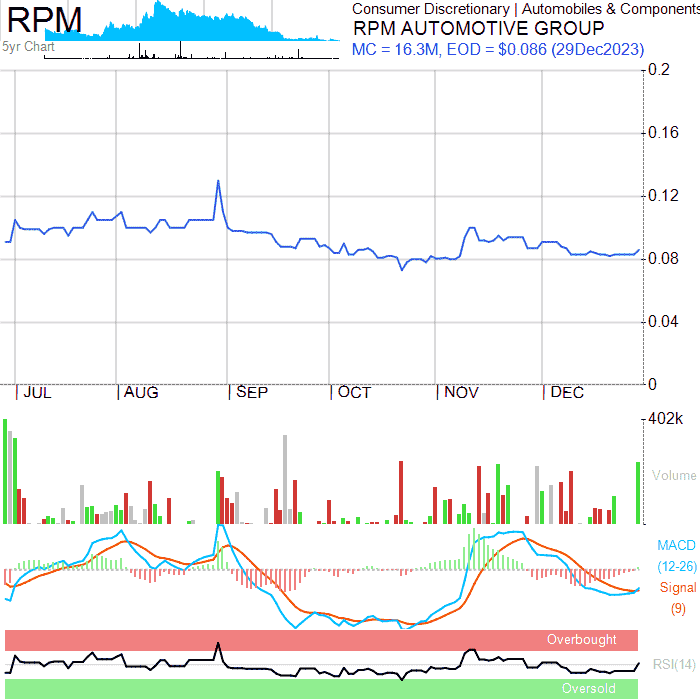 RPM
5yr Chart
Consumer Discretionary | Automobiles & Components
RPM AUTOMOTIVE GROUP
MC = 16.3M, EOD = $0.086 (29Dec2023)
0.2
0.16
0.12
0.08
0.04
0
JUL AUG SEP OCT NOV DEC
402k
Volume
MACD
(12-26)
Signal
(9)
Overbought
RSI(14)
Oversold